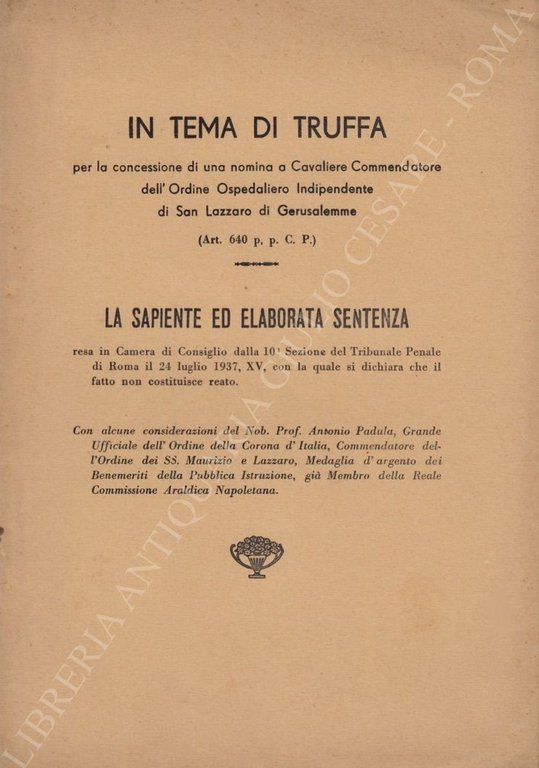 IN TEMA DI TRUFFA
per la concessione di una nomina a Cavaliere Commendatore
dell'Ordine Ospedaliero Indipendente
di San Lazzaro di Gerusalemme
(Art. 640 p, p. C. P.)
LA SAPIENTE ED ELABORATA SENTENZA
resa in Camera di Consiglio dalla 10ª Sezione del Tribunale Penale
di Roma il 24 luglio 1937, XV, con la quale si dichiara che il
fatto non costituisce reato.
Con alcune considerazioni del Nob. Prof. Antonio Padula, Grande
Ufficiale dell'Ordine della Corona d'Italia, Commendatore del-
l'Ordine dei SS. Maurizio e Lazzaro, Medaglia d'argento dei
Benemeriti della Pubblica Istruzione, già Membro della Reale
Commissione Araldica Napoletana.
LIBRERIA ANTIQUARIA GIULIO CESARE - ROMA